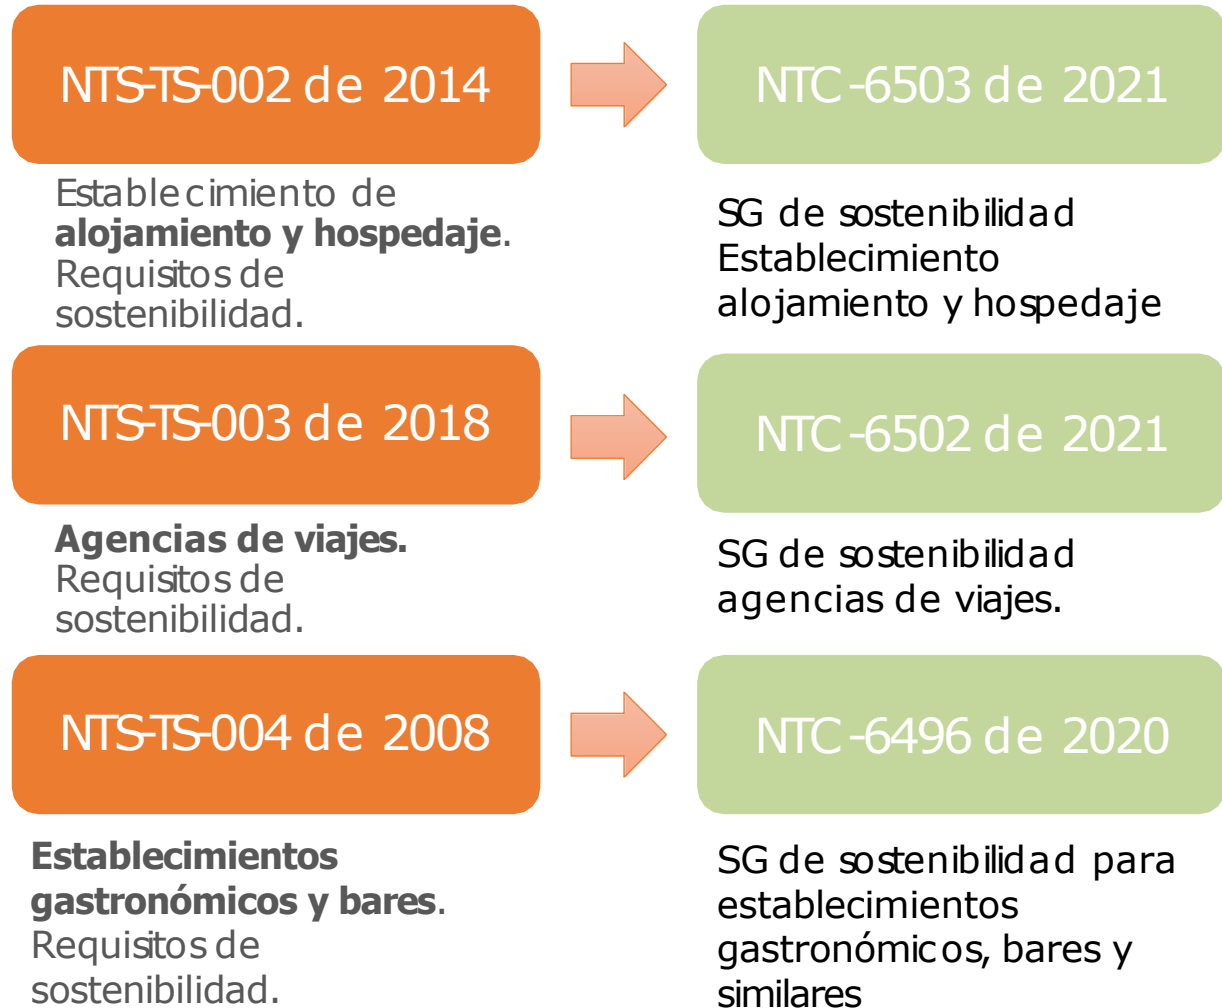 NTS-TS-002 de 2014
NTC-6503 de 2021
Establecimiento de
alojamiento y hospedaje.
Requisitos de
sostenibilidad.
SG de sostenibilidad
Establecimiento
alojamiento y hospedaje
NTS-TS-003 de 2018
NTC-6502 de 2021
Agencias de viajes.
Requisitos de
sostenibilidad.
SG de sostenibilidad
agencias de viajes.
NTS-TS-004 de 2008
NTC-6496 de 2020
Establecimientos
gastronómicos y bares.
Requisitos de
sostenibilidad.
SG de sostenibilidad para
establecimientos
gastronómicos, bares y
similares